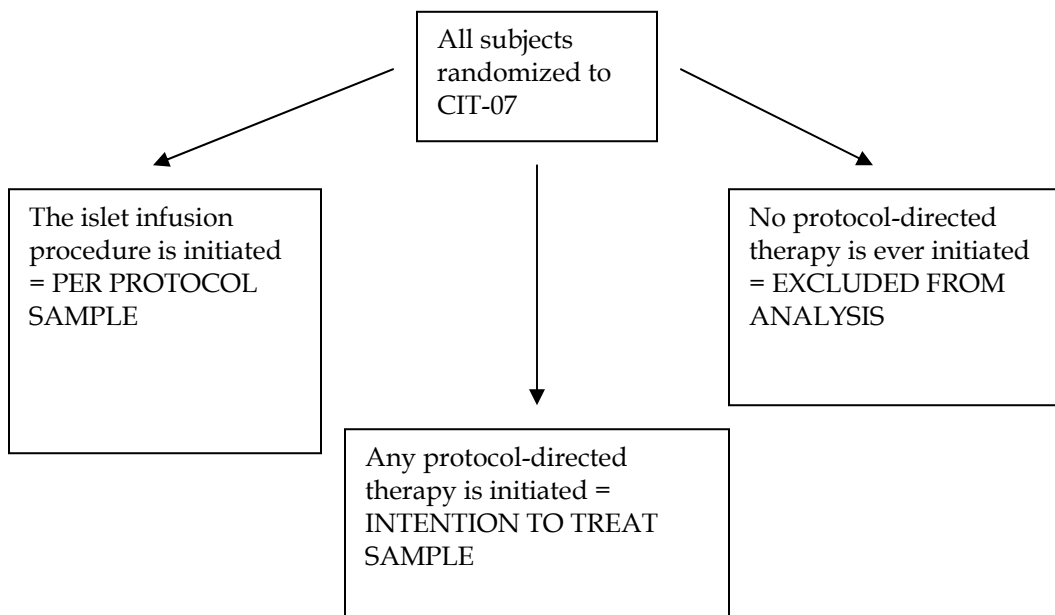 All subjects
randomized to
CIT-07
The islet infusion
procedure is initiated
= PER PROTOCOL
SAMPLE
No protocol-directed
therapy is ever initiated
= EXCLUDED FROM
ANALYSIS
Any protocol-directed
therapy is initiated =
INTENTION TO TREAT
SAMPLE